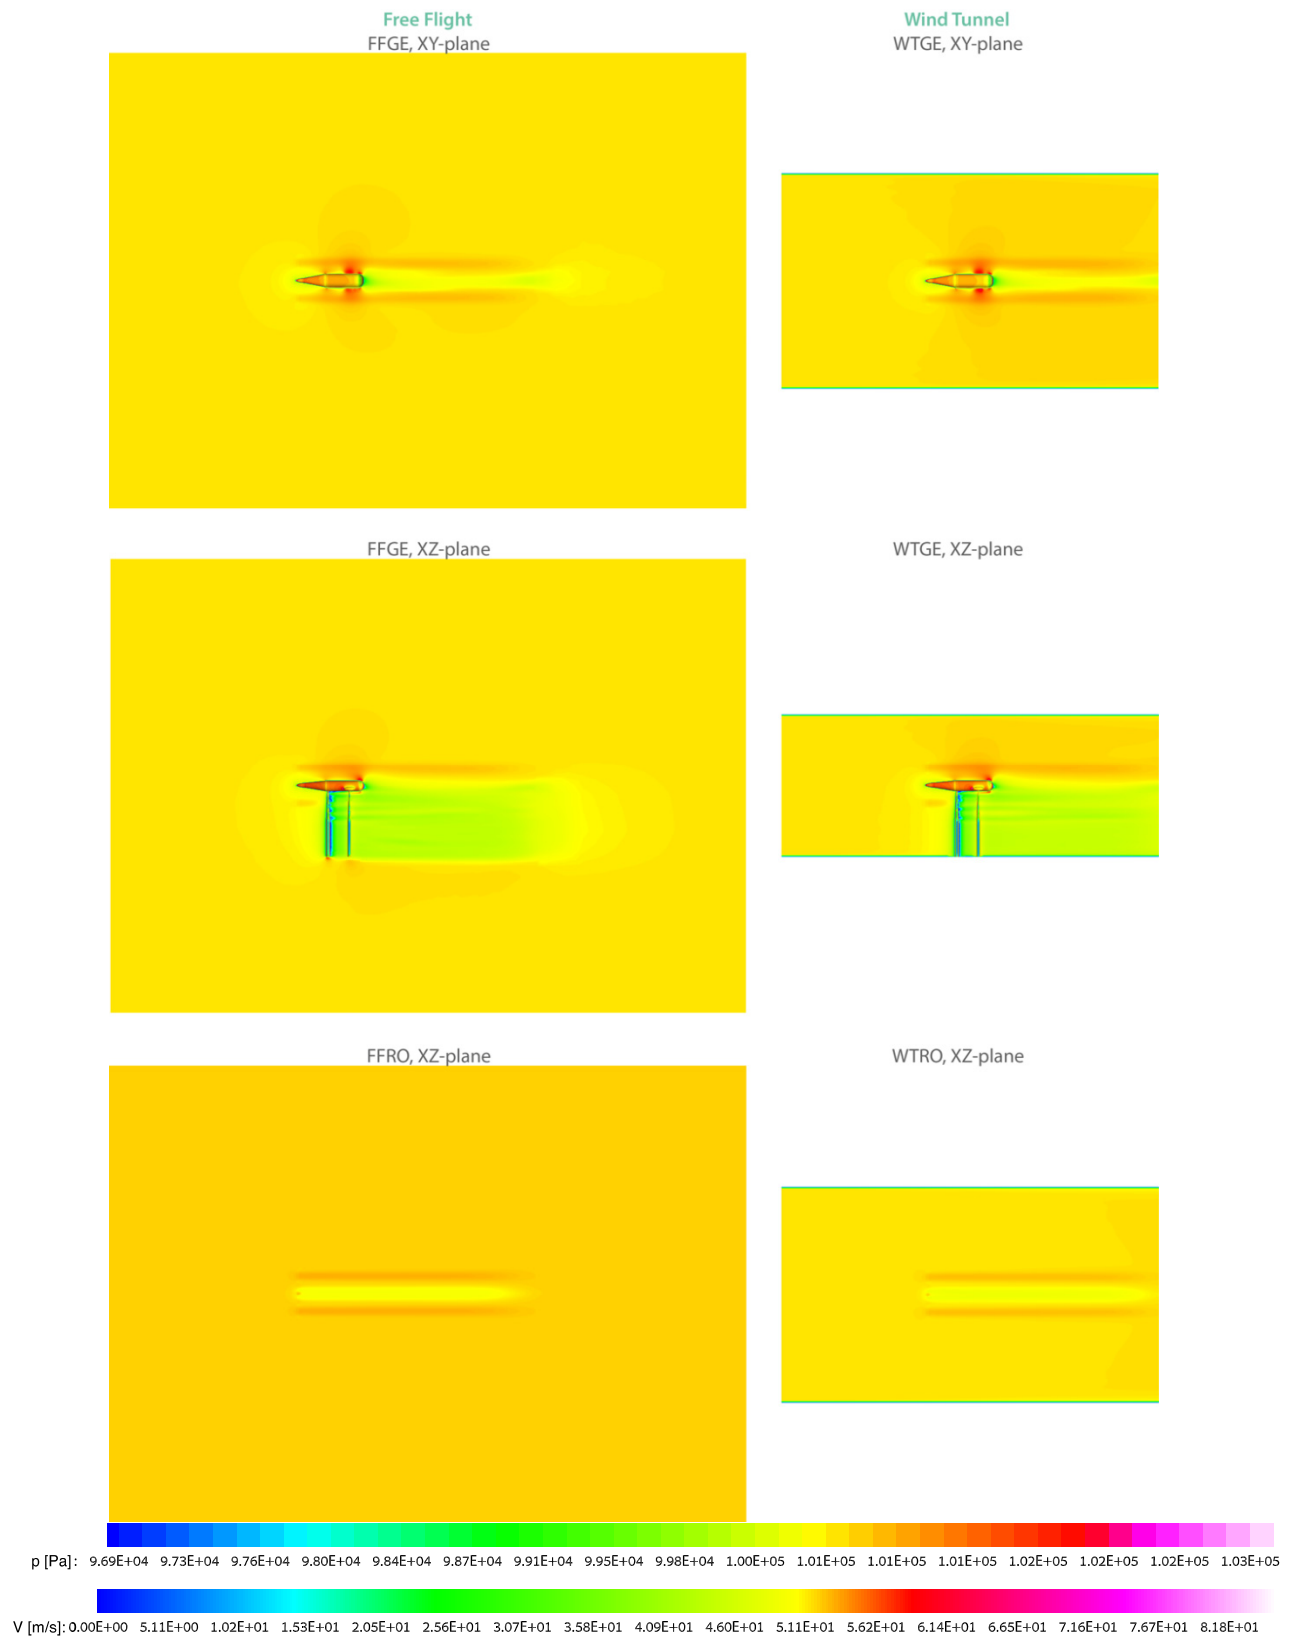 Free Flight Wind Tunnel
FFGE, XY-plane WTGE, XY-plane
FFGE, XZ-plane WTGE, XZ-plane
FFRO, XZ-plane WTRO, XZ-plane
p [Pa]: 9.69E+04 9.73E+04 9.76E+04 9.80E+04 9.84E+04 9.87E+04 9.91E+04 9.95E+04 9.98E+04 1.00E+05 1.01E+05 1.01E+05 1.01E+05 1.02E+05 1.02E+05 1.02E+05 1.03E+05
V [m/s]: 0.00E+00 5.11E+00 1.02E+01 1.53E+01 2.05E+01 2.56E+01 3.07E+01 3.58E+01 4.09E+01 4.60E+01 5.11E+01 5.62E+01 6.14E+01 6.65E+01 7.16E+01 7.67E+01 8.18E+01